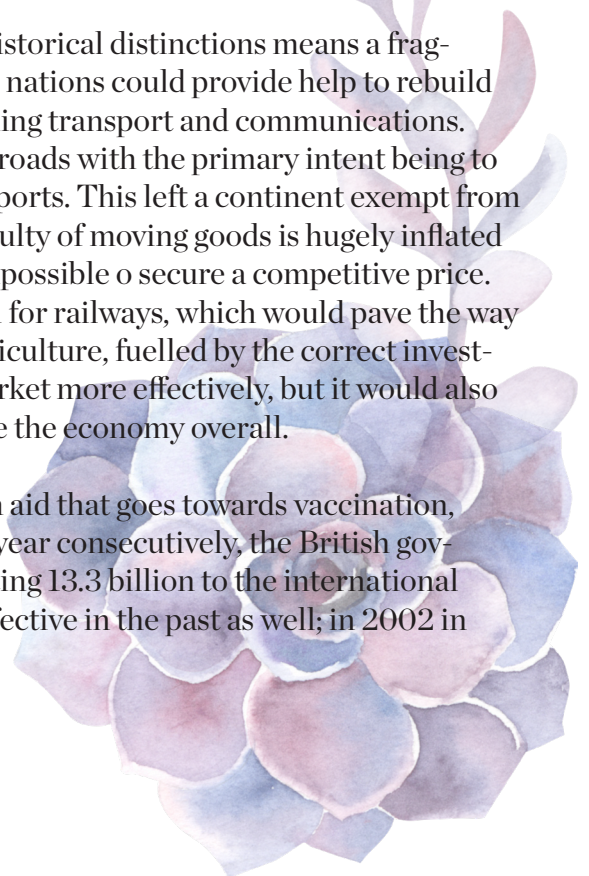 istorical distinctions means a frag-
nations could provide help to rebuild
ing transport and communications.
roads with the primary intent being to
ports. This left a continent exempt from
ulty of moving goods is hugely inflated
possible o secure a competitive price.
for railways, which would pave the way
iculture, fuelled by the correct invest-
rket more effectively, but it would also
e the economy overall.
aid that goes towards vaccination,
year consecutively, the British gov-
ing 13.3 billion to the international
fective in the past as well; in 2002 in